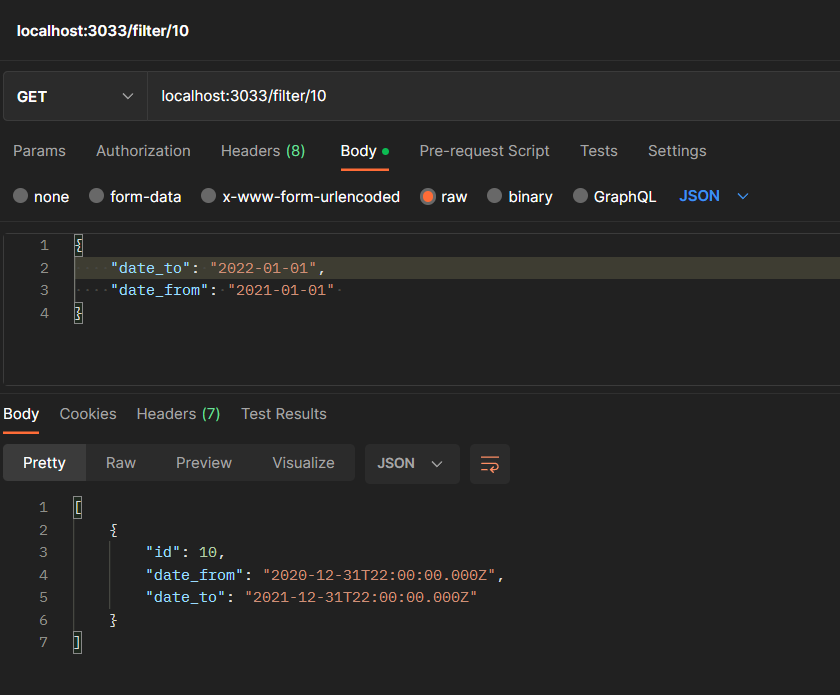 localhost:3033/filter/10
GET localhost:3033/filter/10
Params Authorization Headers (8) Body Pre-request Script Tests Settings
none form-data x-www-form-urlencoded raw binary GraphQL JSON
1 {
2 "date_to": "2022-01-01",
3 "date_from": "2021-01-01"
4 }
Body Cookies Headers (7) Test Results
Pretty Raw Preview Visualize JSON
1 [
2 {
3 "id": 10,
4 "date_from": "2020-12-31T22:00:00.000Z",
5 "date_to": "2021-12-31T22:00:00.000Z"
6 }
7 ]